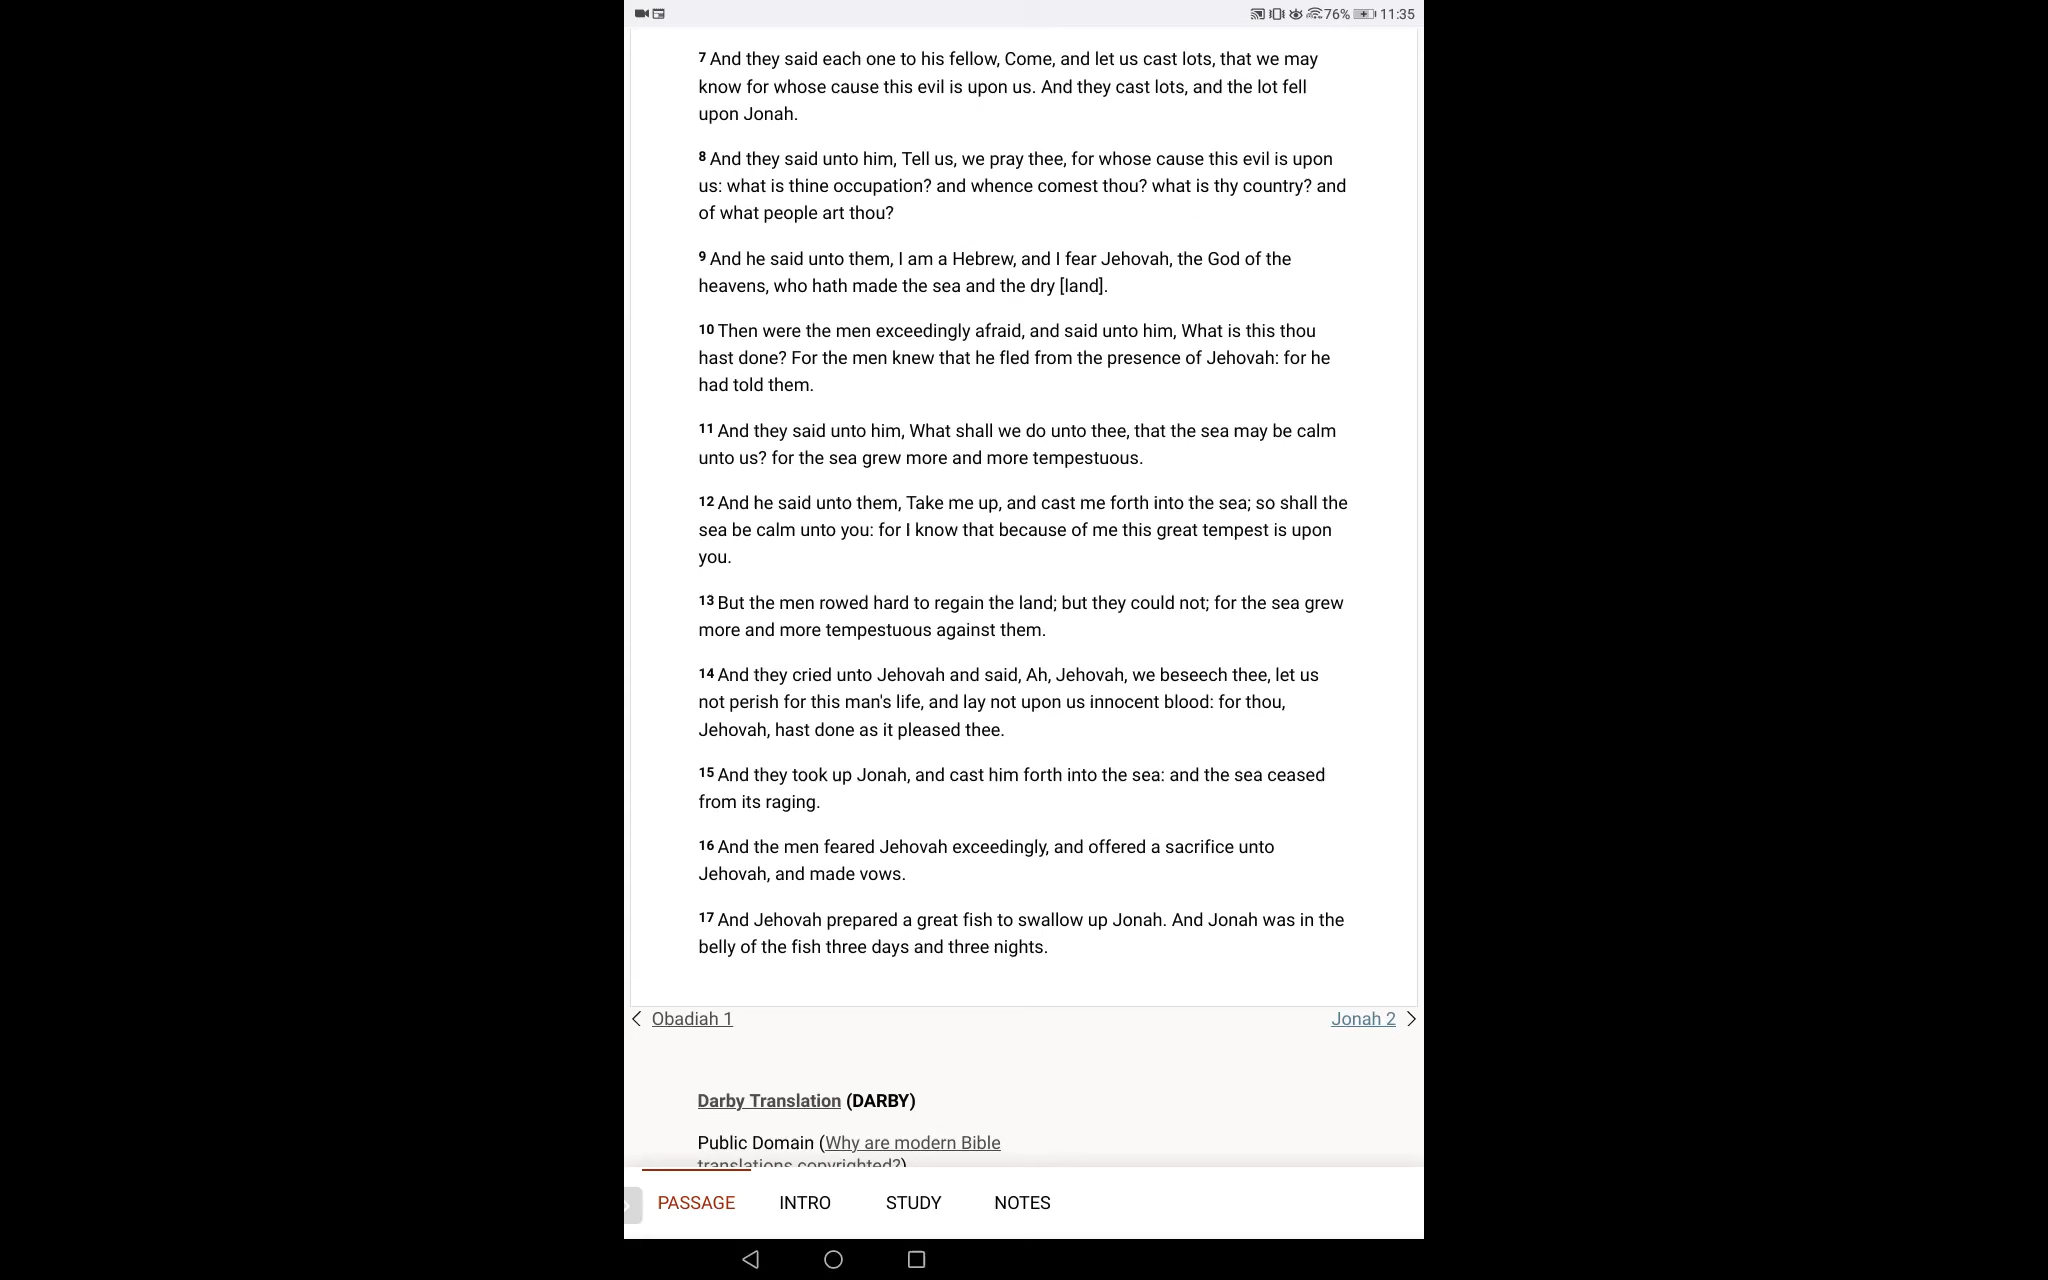 76% 11:35
7 And they said each one to his fellow, Come, and let us cast lots, that we may
know for whose cause this evil is upon us. And they cast lots, and the lot fell
upon Jonah.
8 And they said unto him, Tell us, we pray thee, for whose cause this evil is upon
us: what is thine occupation? and whence comest thou? what is thy country? and
of what people art thou?
9 And he said unto them, I am a Hebrew, and I fear Jehovah, the God of the
heavens, who hath made the sea and the dry [land].
10 Then were the men exceedingly afraid, and said unto him, What is this thou
hast done? For the men knew that he fled from the presence of Jehovah: for he
had told them.
11 And they said unto him, What shall we do unto thee, that the sea may be calm
unto us? for the sea grew more and more tempestuous.
12 And he said unto them, Take me up, and cast me forth into the sea; so shall the
sea be calm unto you: for I know that because of me this great tempest is upon
you.
13 But the men rowed hard to regain the land; but they could not; for the sea grew
more and more tempestuous against them.
14 And they cried unto Jehovah and said, Ah, Jehovah, we beseech thee, let us
not perish for this man's life, and lay not upon us innocent blood: for thou,
Jehovah, hast done as it pleased thee.
15 And they took up Jonah, and cast him forth into the sea: and the sea ceased
from its raging.
16 And the men feared Jehovah exceedingly, and offered a sacrifice unto
Jehovah, and made vows.
17 And Jehovah prepared a great fish to swallow up Jonah. And Jonah was in the
belly of the fish three days and three nights.
Obadiah 1 Jonah 2
Darby Translation (DARBY)
Public Domain (Why are modern Bible
translations copyrighted?)
PASSAGE INTRO STUDY NOTES